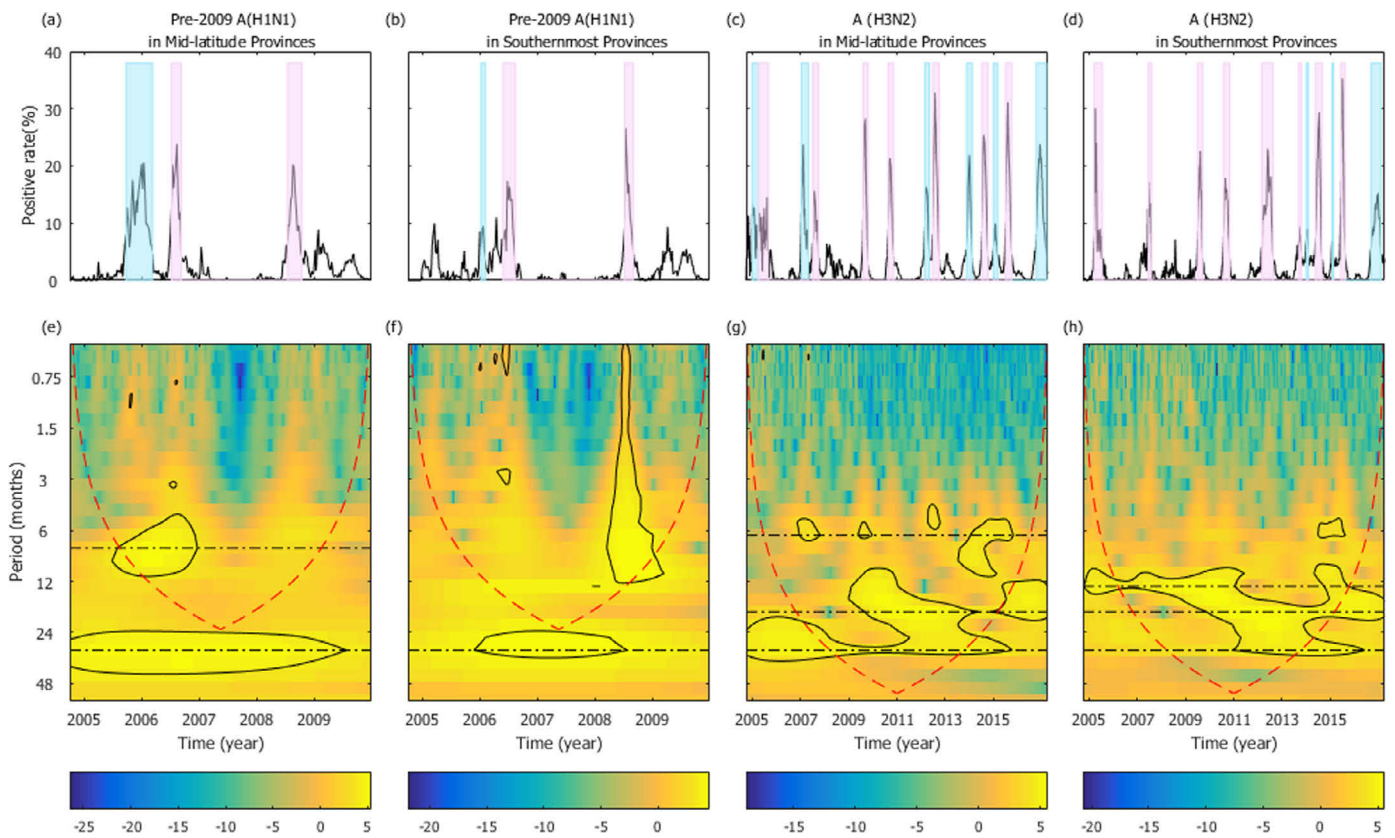 (a) Pre-2009 A(H1N1)
in Mid-latitude Provinces
(b) Pre-2009 A(H1N1)
in Southernmost Provinces
(c) A (H3N2)
in Mid-latitude Provinces
(d) A (H3N2)
in Southernmost Provinces
Positive rate(%)
40
30
20
10
0
(e)
(f)
(g)
(h)
Period (months)
0.75
1.5
3
6
12
24
48
2005 2006 2007 2008 2009
2005 2006 2007 2008 2009
2005 2007 2009 2011 2013 2015
2005 2007 2009 2011 2013 2015
Time (year)
Time (year)
Time (year)
Time (year)
-25 -20 -15 -10 -5 0 5
-20 -15 -10 -5 0
-15 -10 -5 0 5
-20 -15 -10 -5 0 5